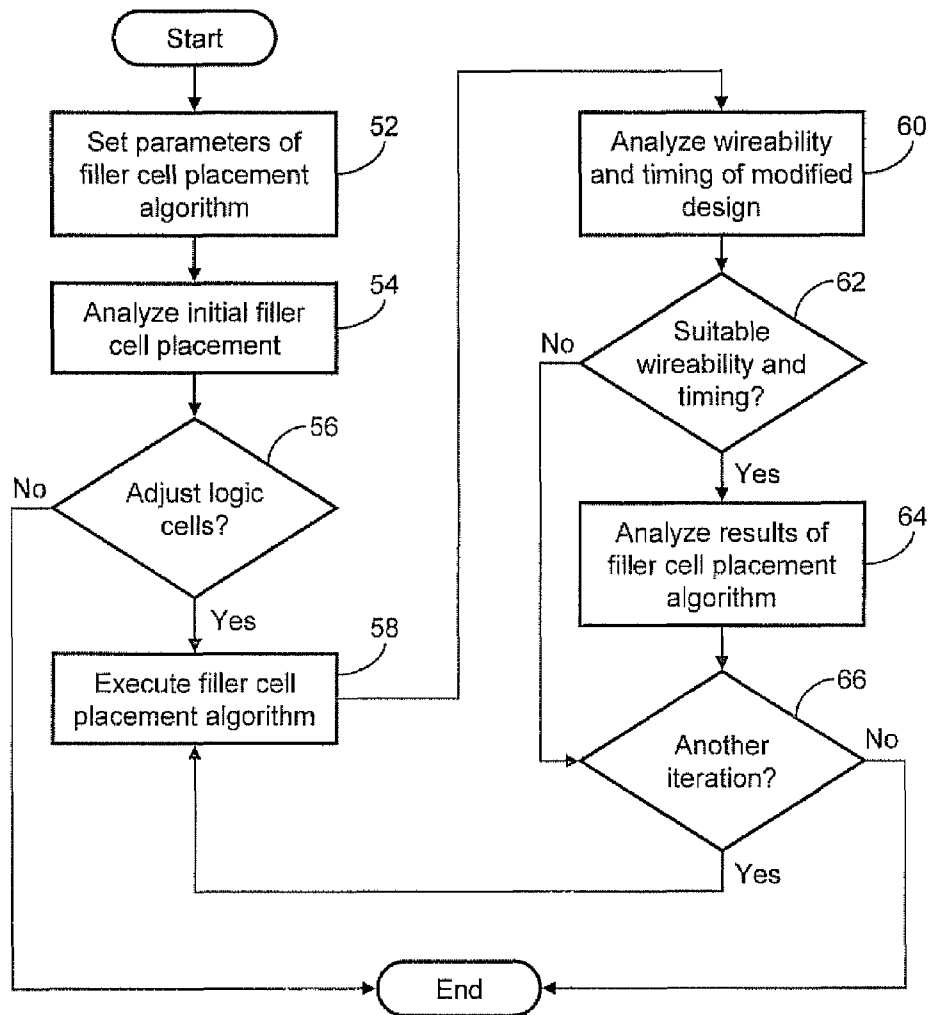 Start
Set parameters of
filler cell placement
algorithm
52
Analyze initial filler
cell placement
54
Adjust logic
cells?
56
No
Yes
Execute filler cell
placement algorithm
58
Analyze wireability
and timing of modified
design
60
Suitable
wireability and
timing?
62
No
Yes
Analyze results of
filler cell placement
algorithm
64
Another
iteration?
66
No
Yes
End